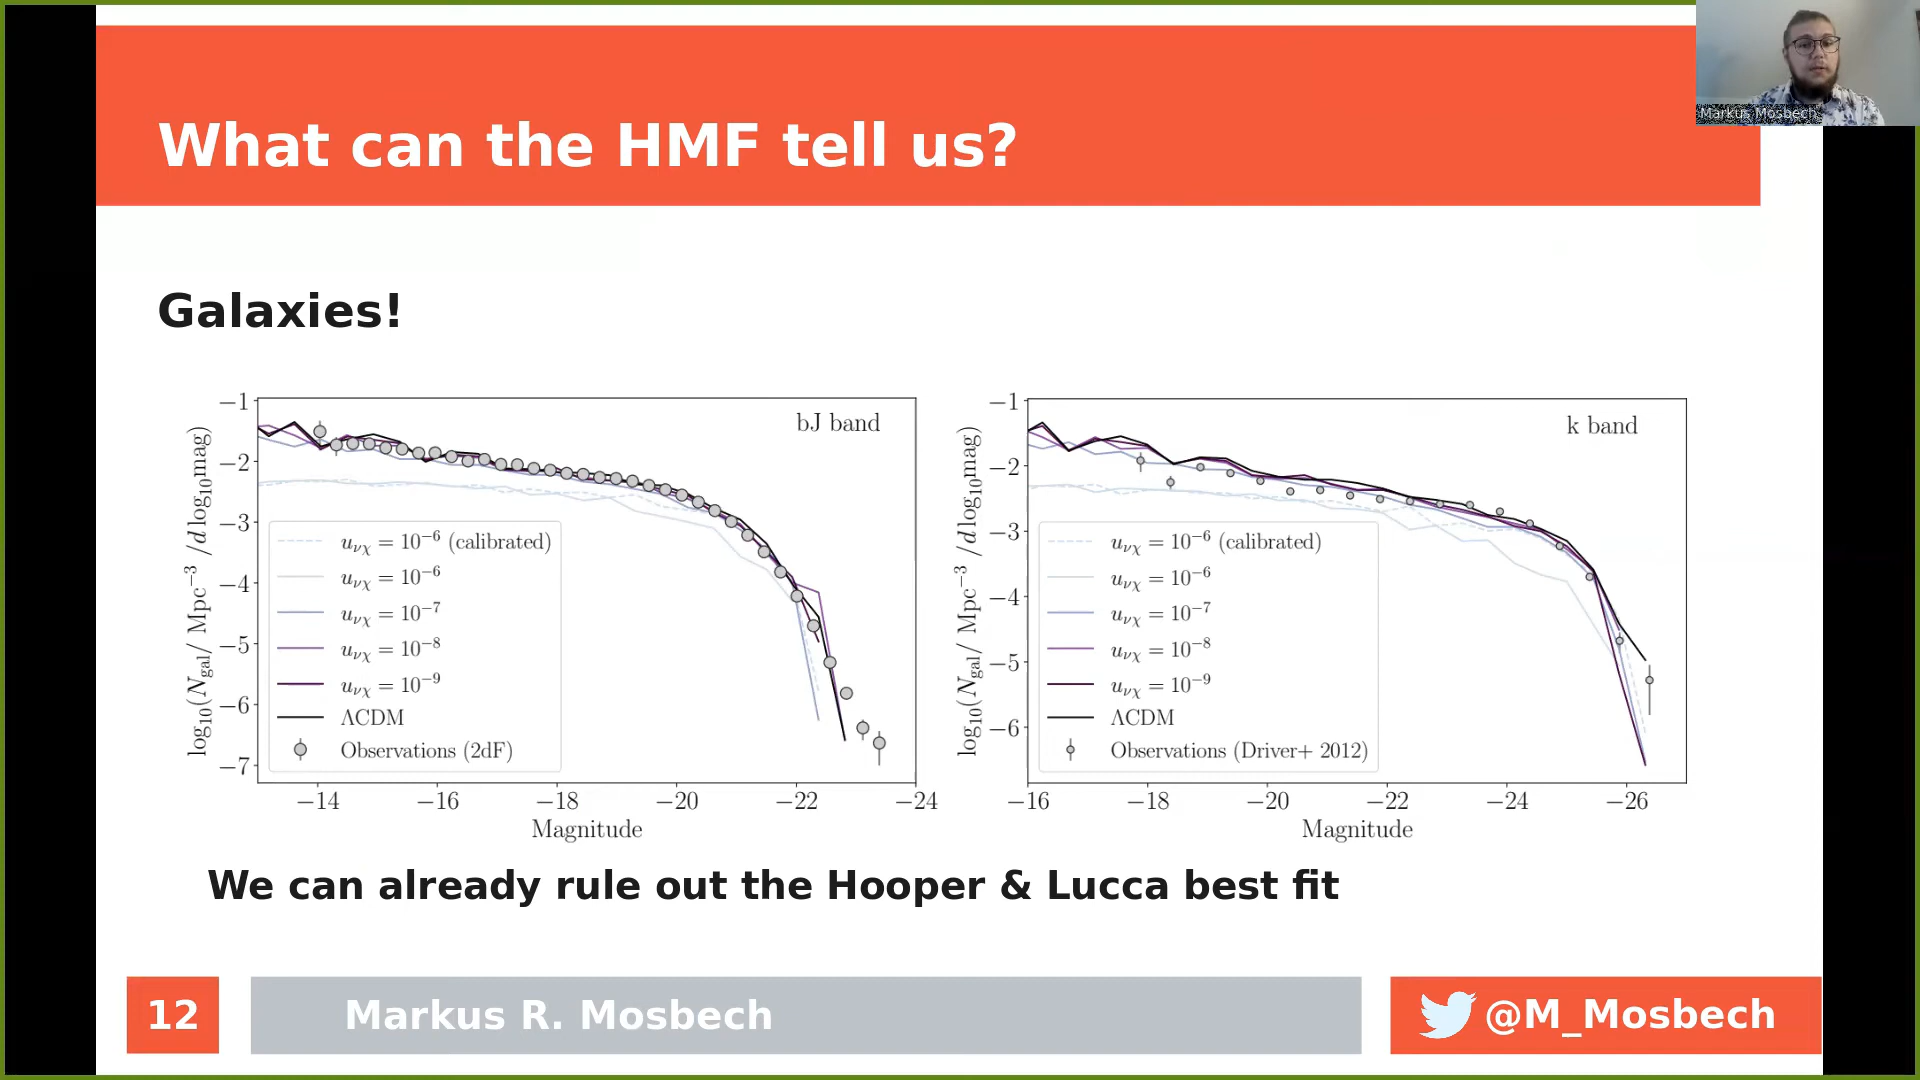 What can the HMF tell us?
Markus Mosbech
Galaxies!
bJ band
log₁₀(N_gal/ Mpc⁻³ /d log₁₀mag)
−1
−2
−3
−4
−5
−6
−7
u_νχ = 10⁻⁶ (calibrated)
u_νχ = 10⁻⁶
u_νχ = 10⁻⁷
u_νχ = 10⁻⁸
u_νχ = 10⁻⁹
ΛCDM
Observations (2dF)
−14 −16 −18 −20 −22 −24
Magnitude
k band
log₁₀(N_gal/ Mpc⁻³ /d log₁₀mag)
−1
−2
−3
−4
−5
−6
u_νχ = 10⁻⁶ (calibrated)
u_νχ = 10⁻⁶
u_νχ = 10⁻⁷
u_νχ = 10⁻⁸
u_νχ = 10⁻⁹
ΛCDM
Observations (Driver+ 2012)
−16 −18 −20 −22 −24 −26
Magnitude
We can already rule out the Hooper & Lucca best fit
12
Markus R. Mosbech
@M_Mosbech